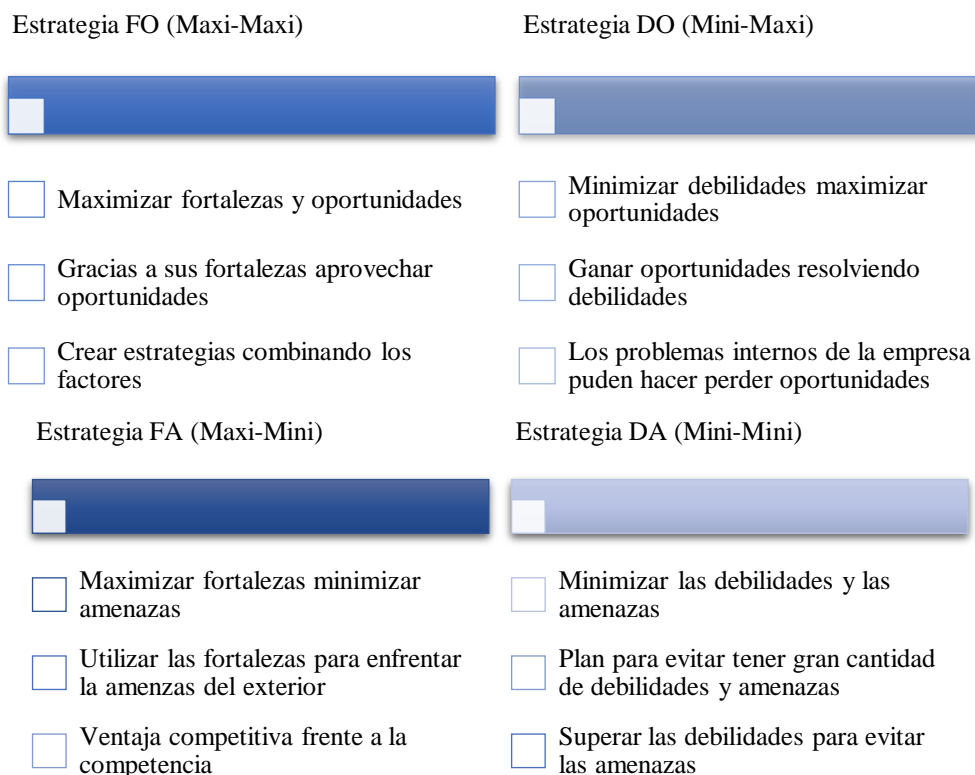 Estrategia FO (Maxi-Maxi)
Maximizar fortalezas y oportunidades
Gracias a sus fortalezas aprovechar
oportunidades
Crear estrategias combinando los
factores
Estrategia DO (Mini-Maxi)
Minimizar debilidades maximizar
oportunidades
Ganar oportunidades resolviendo
debilidades
Los problemas internos de la empresa
puden hacer perder oportunidades
Estrategia FA (Maxi-Mini)
Maximizar fortalezas minimizar
amenazas
Utilizar las fortalezas para enfrentar
la amenzas del exterior
Ventaja competitiva frente a la
competencia
Estrategia DA (Mini-Mini)
Minimizar las debilidades y las
amenazas
Plan para evitar tener gran cantidad
de debilidades y amenazas
Superar las debilidades para evitar
las amenazas